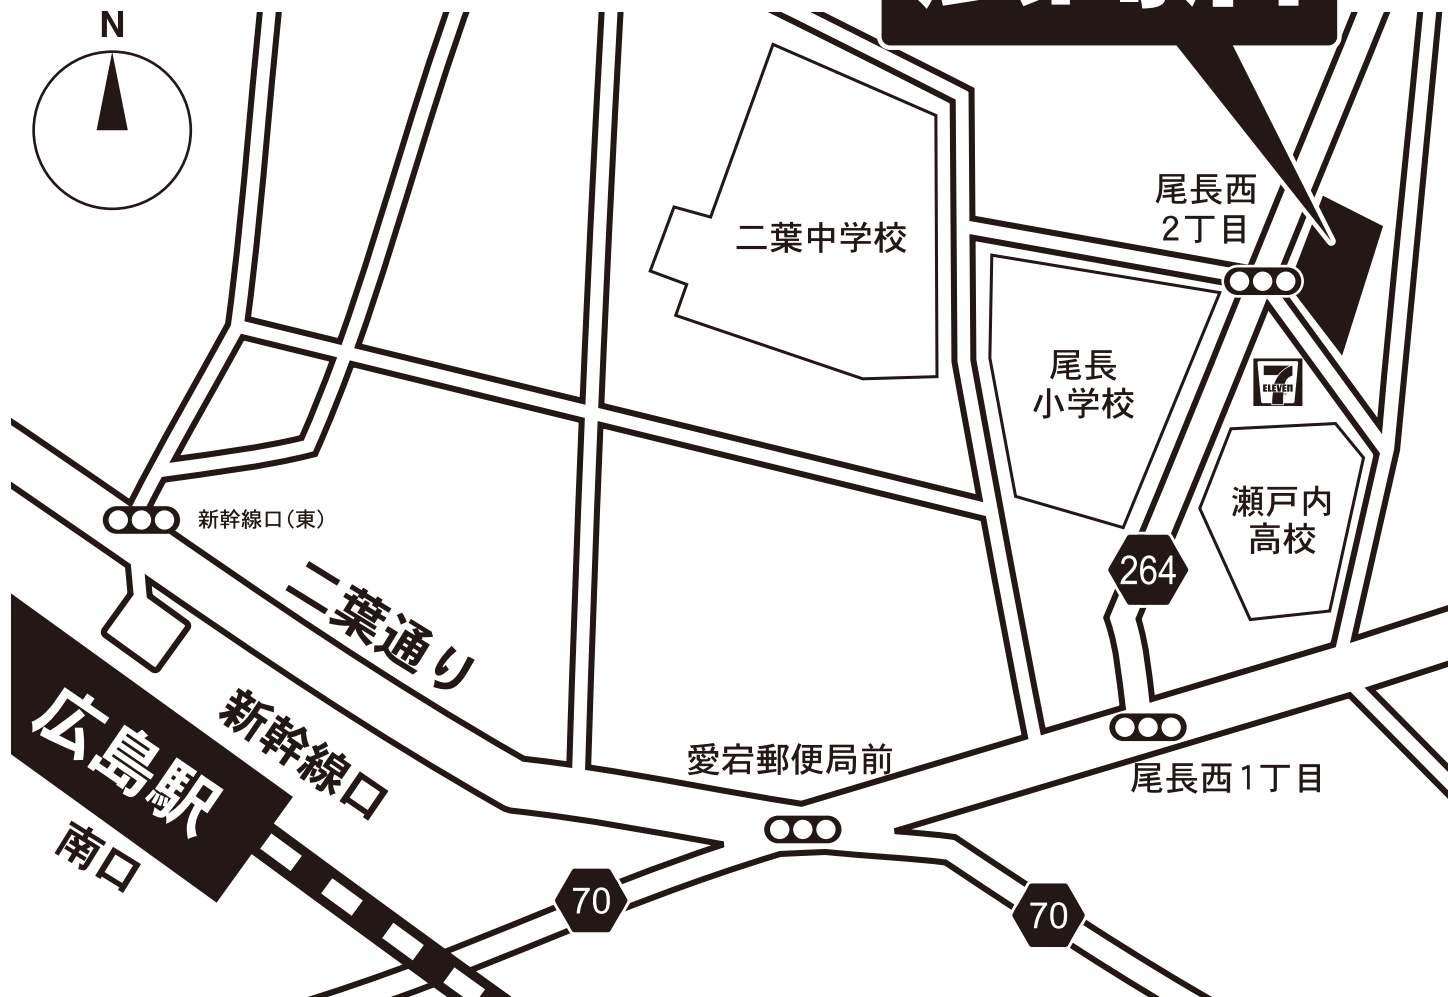 N
尾長西
2丁目
二葉中学校
尾長
小学校
7
ELEVEN
瀬戸内
高校
新幹線口（東）
264
二葉通り
新幹線口
広島駅
南口
愛宕郵便局前
尾長西1丁目
70
70